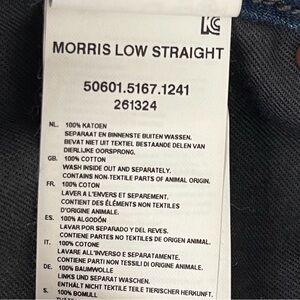 KC
MORRIS LOW STRAIGHT
50601.5167.1241
261324
NL. 100% KATOEN
SEPARAAT EN BINNENSTE BUITEN WASSEN.
BEVAT NIET UIT TEXTIEL BESTAANDE DELEN VAN
DIERLIJKE OORSPRONG.
GB. 100% COTTON
WASH INSIDE OUT AND SEPARATELY.
CONTAINS NON-TEXTILE PARTS OF ANIMAL ORIGIN.
FR. 100% COTON
LAVER A L'ENVERS ET SEPAREMENT.
CONTIENT DES ÉLÉMENTS NON TEXTILES
D'ORIGINE ANIMALE.
ES. 100% ALGODÓN
LAVAR POR SEPARADO Y DEL REVES.
CONTIENE PARTES NO TEXTILES DE ORIGEN ANIMAL.
IT. 100% COTONE
LAVARE ALL'INVERSO E SEPARATAMENTE.
CONTIENE PARTI NON TESSILI DI ORIGINE ANIMALE.
DE. 100% BAUMWOLLE
LINKS UND SEPARAT WASCHEN.
ENTHÄLT NICHT TEXTILE TEILE TIERISCHER HERKUNFT.
S. 100% BOMULL